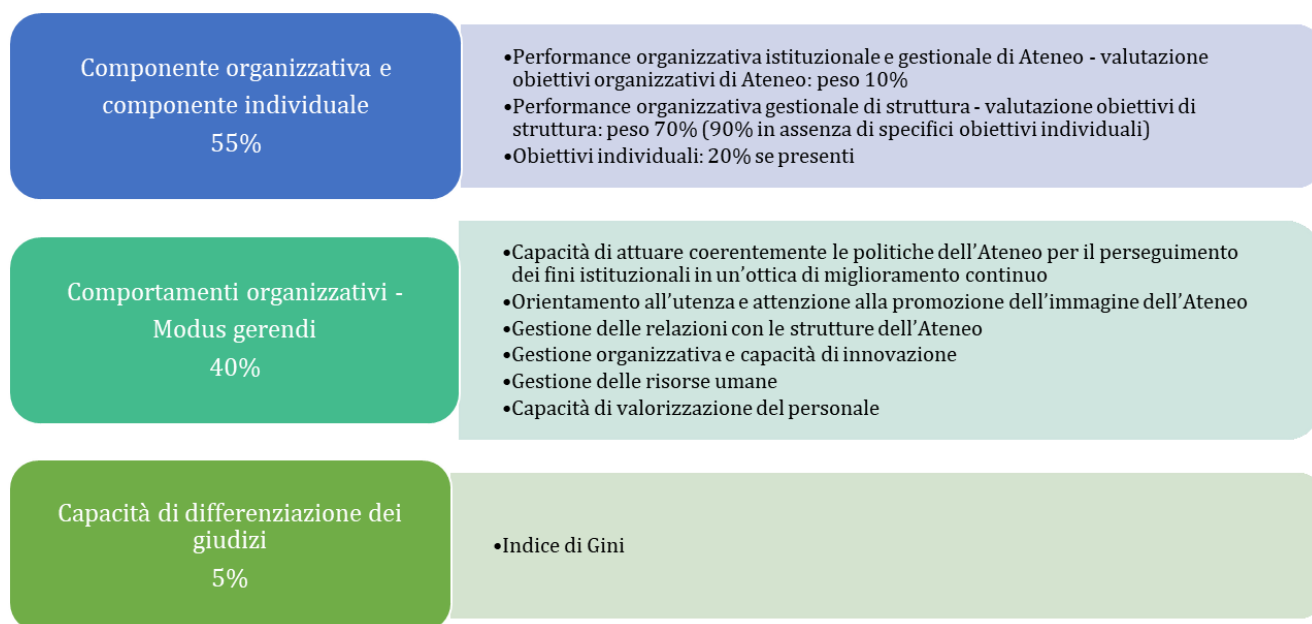 Componente organizzativa e
componente individuale
55%
•Performance organizzativa istituzionale e gestionale di Ateneo - valutazione
obiettivi organizzativi di Ateneo: peso 10%
•Performance organizzativa gestionale di struttura - valutazione obiettivi di
struttura: peso 70% (90% in assenza di specifici obiettivi individuali)
•Obiettivi individuali: 20% se presenti
Comportamenti organizzativi -
Modus gerendi
40%
•Capacità di attuare coerentemente le politiche dell’Ateneo per il perseguimento
dei fini istituzionali in un’ottica di miglioramento continuo
•Orientamento all’utenza e attenzione alla promozione dell’immagine dell’Ateneo
•Gestione delle relazioni con le strutture dell’Ateneo
•Gestione organizzativa e capacità di innovazione
•Gestione delle risorse umane
•Capacità di valorizzazione del personale
Capacità di differenziazione dei
giudizi
5%
•Indice di Gini